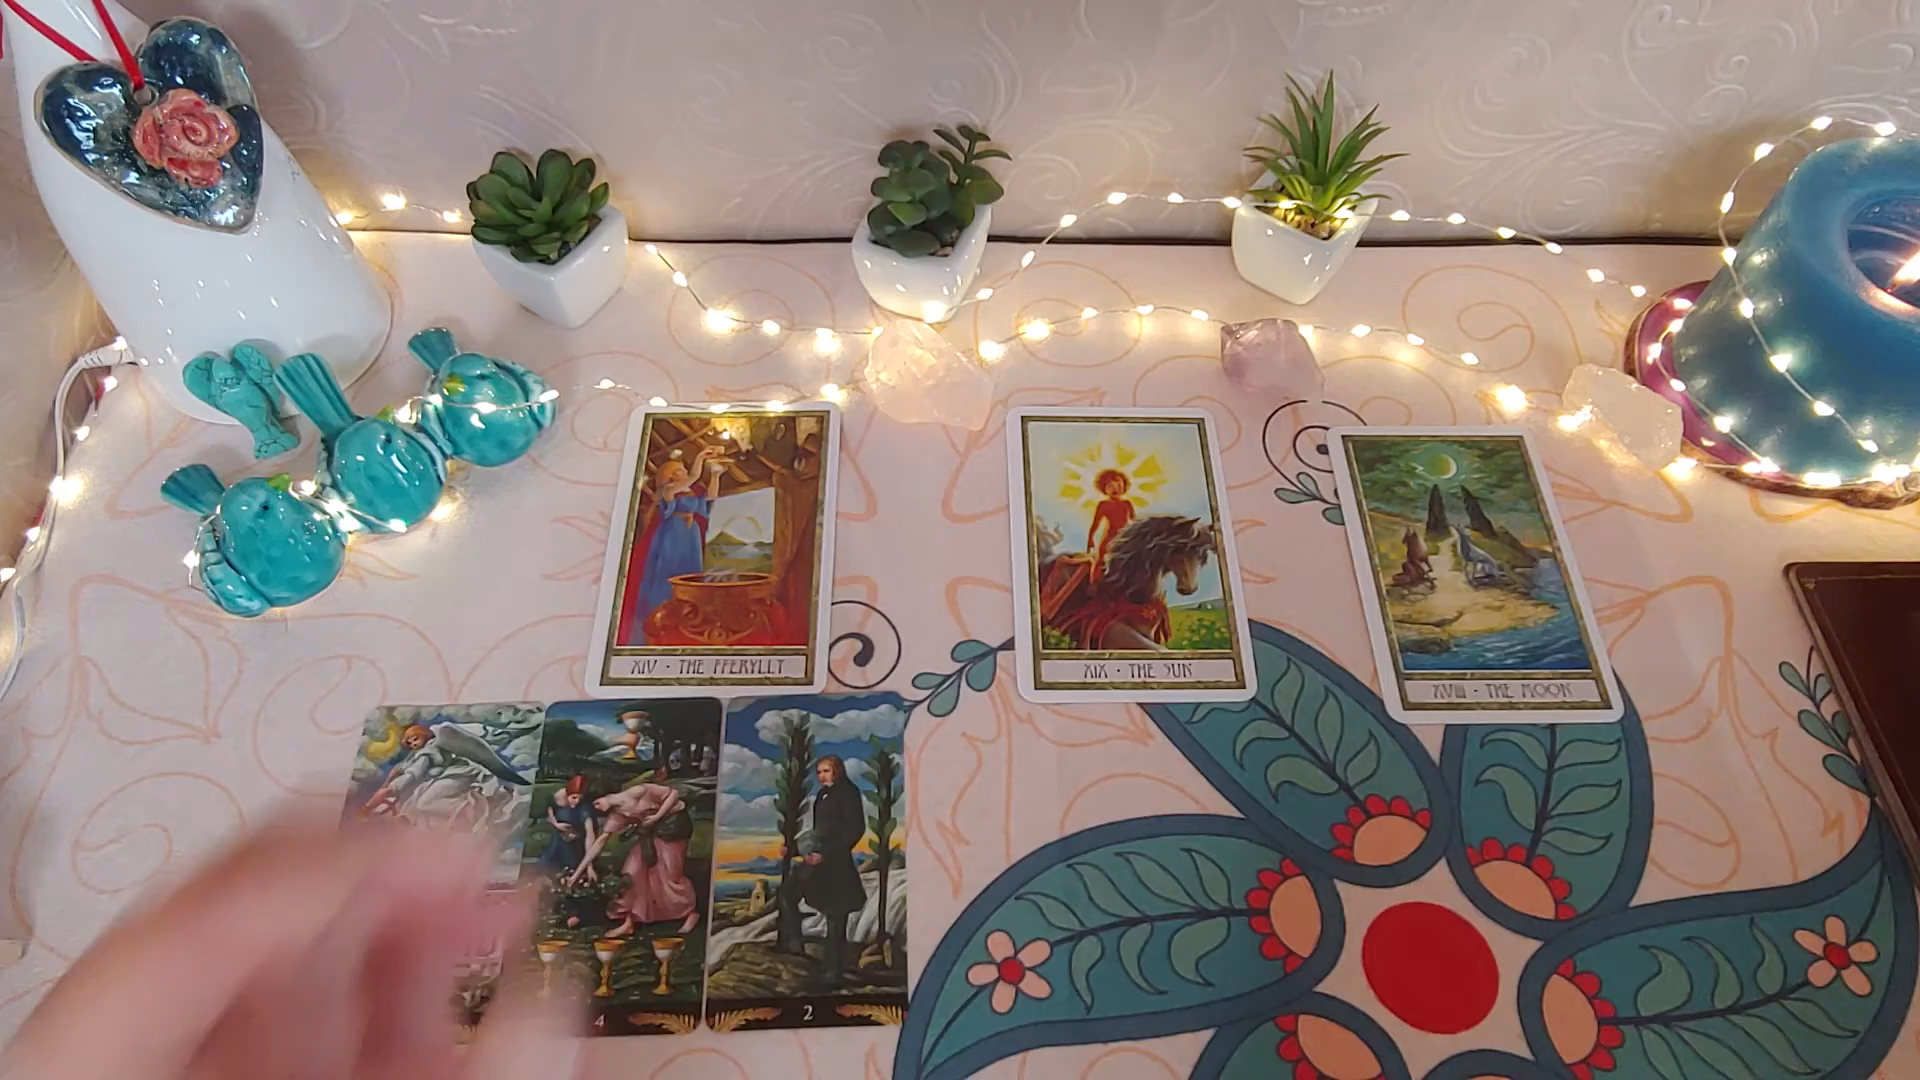 XIV • THE FFERYLLT
XIX • THE SUN
XVIII • THE MOON
4
2